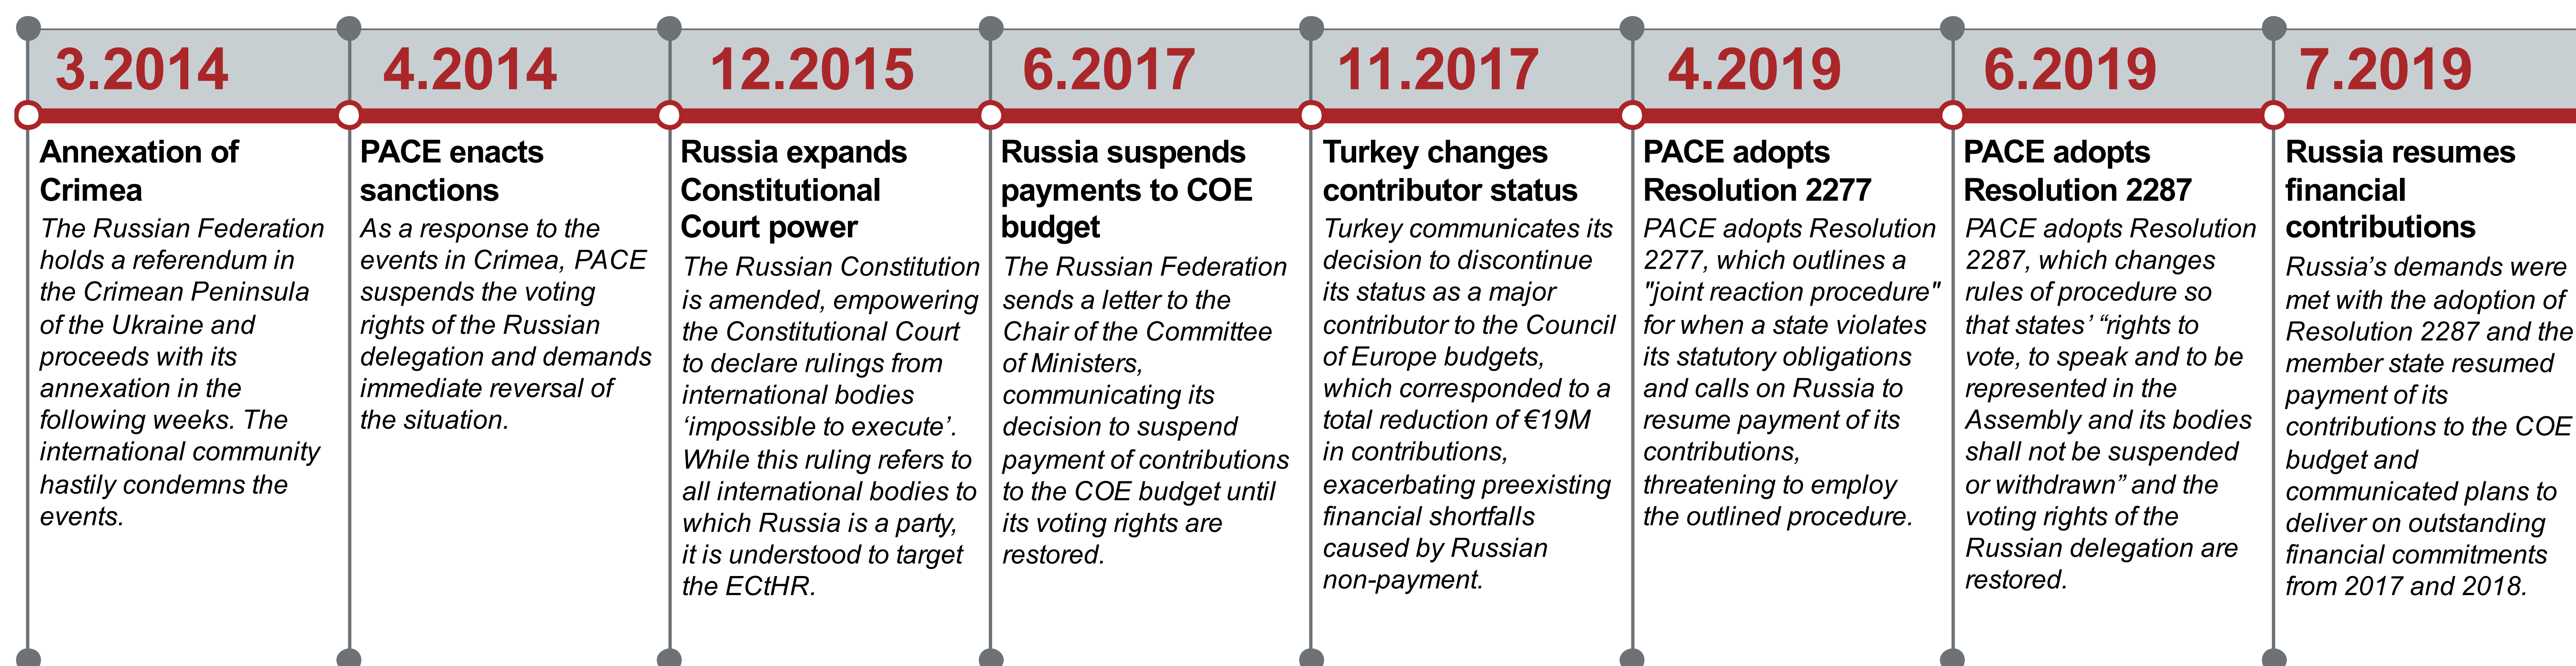 3.2014
Annexation of
Crimea
The Russian Federation
holds a referendum in
the Crimean Peninsula
of the Ukraine and
proceeds with its
annexation in the
following weeks. The
international community
hastily condemns the
events.
4.2014
PACE enacts
sanctions
As a response to the
events in Crimea, PACE
suspends the voting
rights of the Russian
delegation and demands
immediate reversal of
the situation.
12.2015
Russia expands
Constitutional
Court power
The Russian Constitution
is amended, empowering
the Constitutional Court
to declare rulings from
international bodies
‘impossible to execute’.
While this ruling refers to
all international bodies to
which Russia is a party,
it is understood to target
the ECtHR.
6.2017
Russia suspends
payments to COE
budget
The Russian Federation
sends a letter to the
Chair of the Committee
of Ministers,
communicating its
decision to suspend
payment of contributions
to the COE budget until
its voting rights are
restored.
11.2017
Turkey changes
contributor status
Turkey communicates its
decision to discontinue
its status as a major
contributor to the Council
of Europe budgets,
which corresponded to a
total reduction of €19M
in contributions,
exacerbating preexisting
financial shortfalls
caused by Russian
non-payment.
4.2019
PACE adopts
Resolution 2277
PACE adopts Resolution
2277, which outlines a
"joint reaction procedure"
for when a state violates
its statutory obligations
and calls on Russia to
resume payment of its
contributions,
threatening to employ
the outlined procedure.
6.2019
PACE adopts
Resolution 2287
PACE adopts Resolution
2287, which changes
rules of procedure so
that states’ “rights to
vote, to speak and to be
represented in the
Assembly and its bodies
shall not be suspended
or withdrawn” and the
voting rights of the
Russian delegation are
restored.
7.2019
Russia resumes
financial
contributions
Russia’s demands were
met with the adoption of
Resolution 2287 and the
member state resumed
payment of its
contributions to the COE
budget and
communicated plans to
deliver on outstanding
financial commitments
from 2017 and 2018.